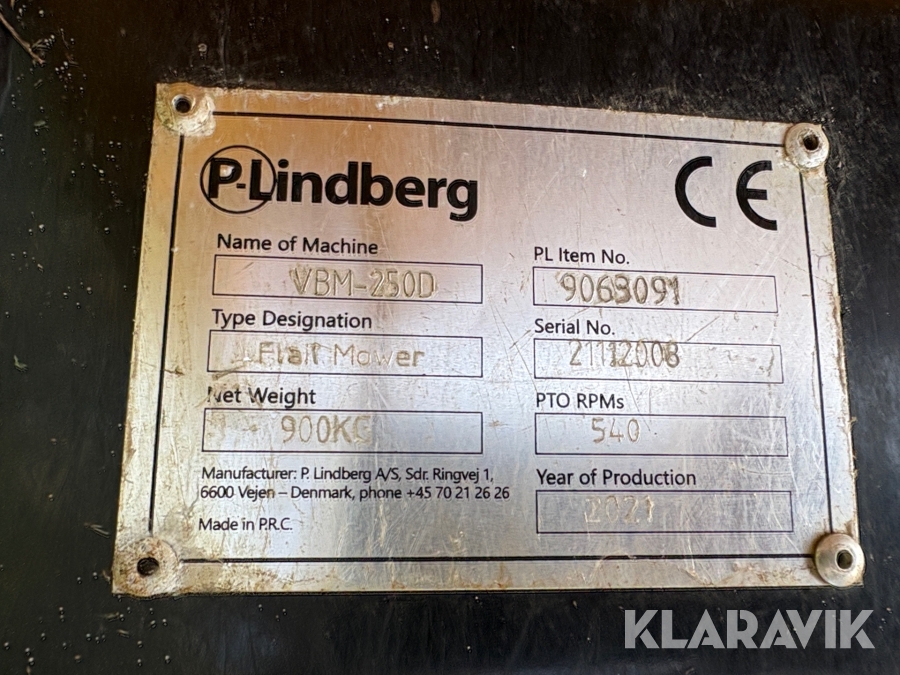 P-Lindberg
CE
Name of Machine
VBM-250D
PL Item No.
9063091
Type Designation
Flail Mower
Serial No.
21112008
Net Weight
900KG
PTO RPMs
540
Manufacturer: P. Lindberg A/S, Sdr. Ringvej 1,
6600 Vejen – Denmark, phone +45 70 21 26 26
Year of Production
2021
Made in P.R.C.
KLARAVIK